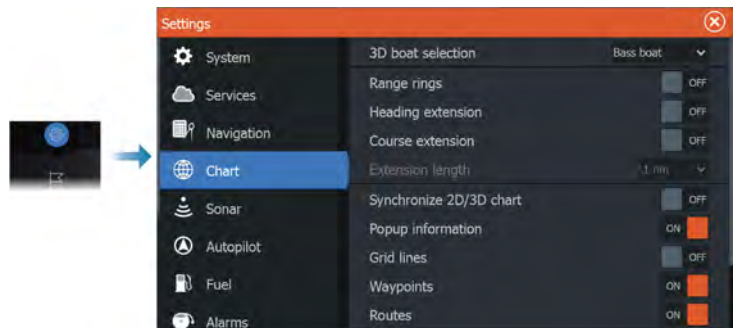 Settings
System
Services
Navigation
Chart
Sonar
Autopilot
Fuel
Alarms
3D boat selection Bass boat
Range rings OFF
Heading extension OFF
Course extension OFF
Extension length 1 nm
Synchronize 2D/3D chart OFF
Popup information ON
Grid lines OFF
Waypoints ON
Routes ON